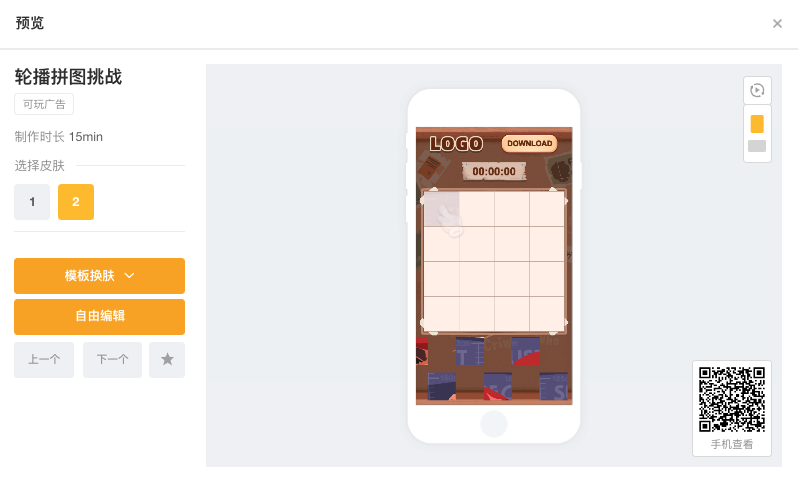 预览
轮播拼图挑战
可玩广告
制作时长 15min
选择皮肤
1 2
模板换肤
自由编辑
上一个 下一个
LOGO
DOWNLOAD
00:00:00
手机查看